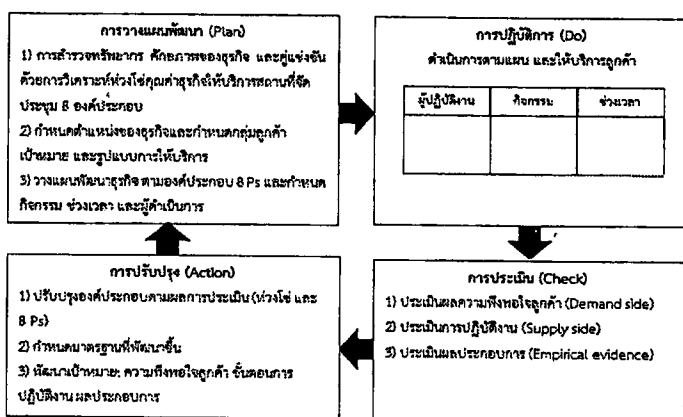 การวางแผนพัฒนา (Plan)
1) การสำรวจทรัพยากร ศักยภาพของธุรกิจ และคู่แข่งขัน
ด้วยการวิเคราะห์ห่วงโซ่คุณค่าธุรกิจให้บริการสถานที่จัด
ประชุม 8 องค์ประกอบ
2) กำหนดตำแหน่งของธุรกิจและกำหนดกลุ่มลูกค้า
เป้าหมาย และรูปแบบการให้บริการ
3) วางแผนพัฒนาธุรกิจ ตามองค์ประกอบ 8 Ps และกำหนด
กิจกรรม ช่วงเวลา และผู้ดำเนินการ
การปฏิบัติการ (Do)
ดำเนินการตามแผน และให้บริการลูกค้า
ผู้ปฏิบัติงาน กิจกรรม ช่วงเวลา
การปรับปรุง (Action)
1) ปรับปรุงองค์ประกอบตามผลการประเมิน (ห่วงโซ่ และ
8 Ps)
2) กำหนดมาตรฐานที่พัฒนาขึ้น
3) พัฒนาเป้าหมาย: ความพึงพอใจลูกค้า ขั้นตอนการ
ปฏิบัติงาน ผลประกอบการ
การประเมิน (Check)
1) ประเมินผลความพึงพอใจลูกค้า (Demand side)
2) ประเมินการปฏิบัติงาน (Supply side)
3) ประเมินผลประกอบการ (Empirical evidence)